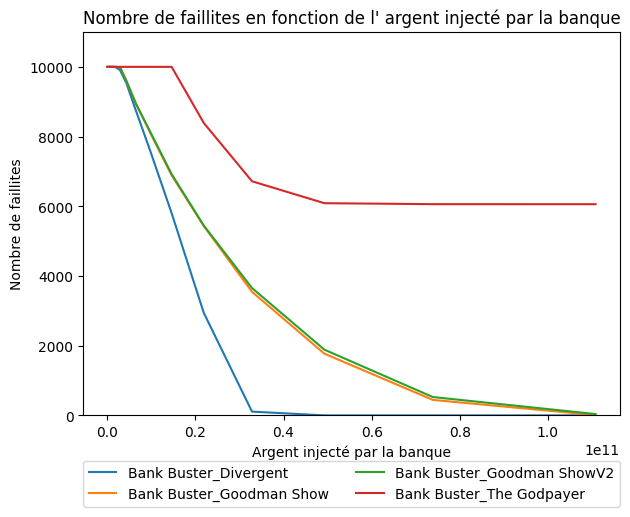 Nombre de faillites en fonction de l' argent injecté par la banque
Nombre de faillites
10000
8000
6000
4000
2000
0
0.0 0.2 0.4 0.6 0.8 1.0
1e11
Argent injecté par la banque
Bank Buster_Divergent
Bank Buster_Goodman Show
Bank Buster_Goodman ShowV2
Bank Buster_The Godpayer